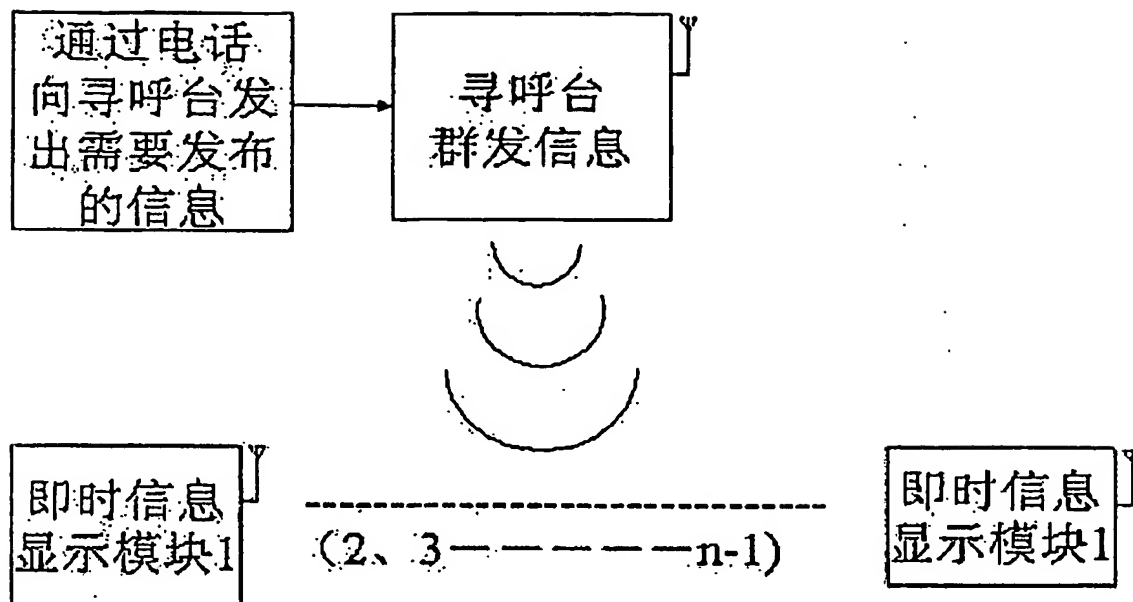 通过电话
向寻呼台发
出需要发布
的信息
寻呼台
群发信息
即时信息
显示模块1
(2、3————n-1)
即时信息
显示模块1